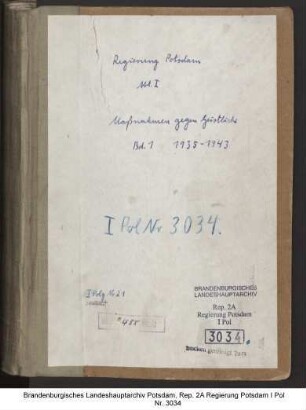 Regierung Potsdam
Abt. I
Maßnahmen gegen Geistliche
Bd. 1 1938-1943
I Pol Nr 3034.
BRANDENBURGISCHES
LANDESHAUPTARCHIV
Rep. 2A
Regierung Potsdam
I Pol
3034
Brandenburgisches Landeshauptarchiv Potsdam, Rep. 2A Regierung Potsdam I Pol
Nr. 3034